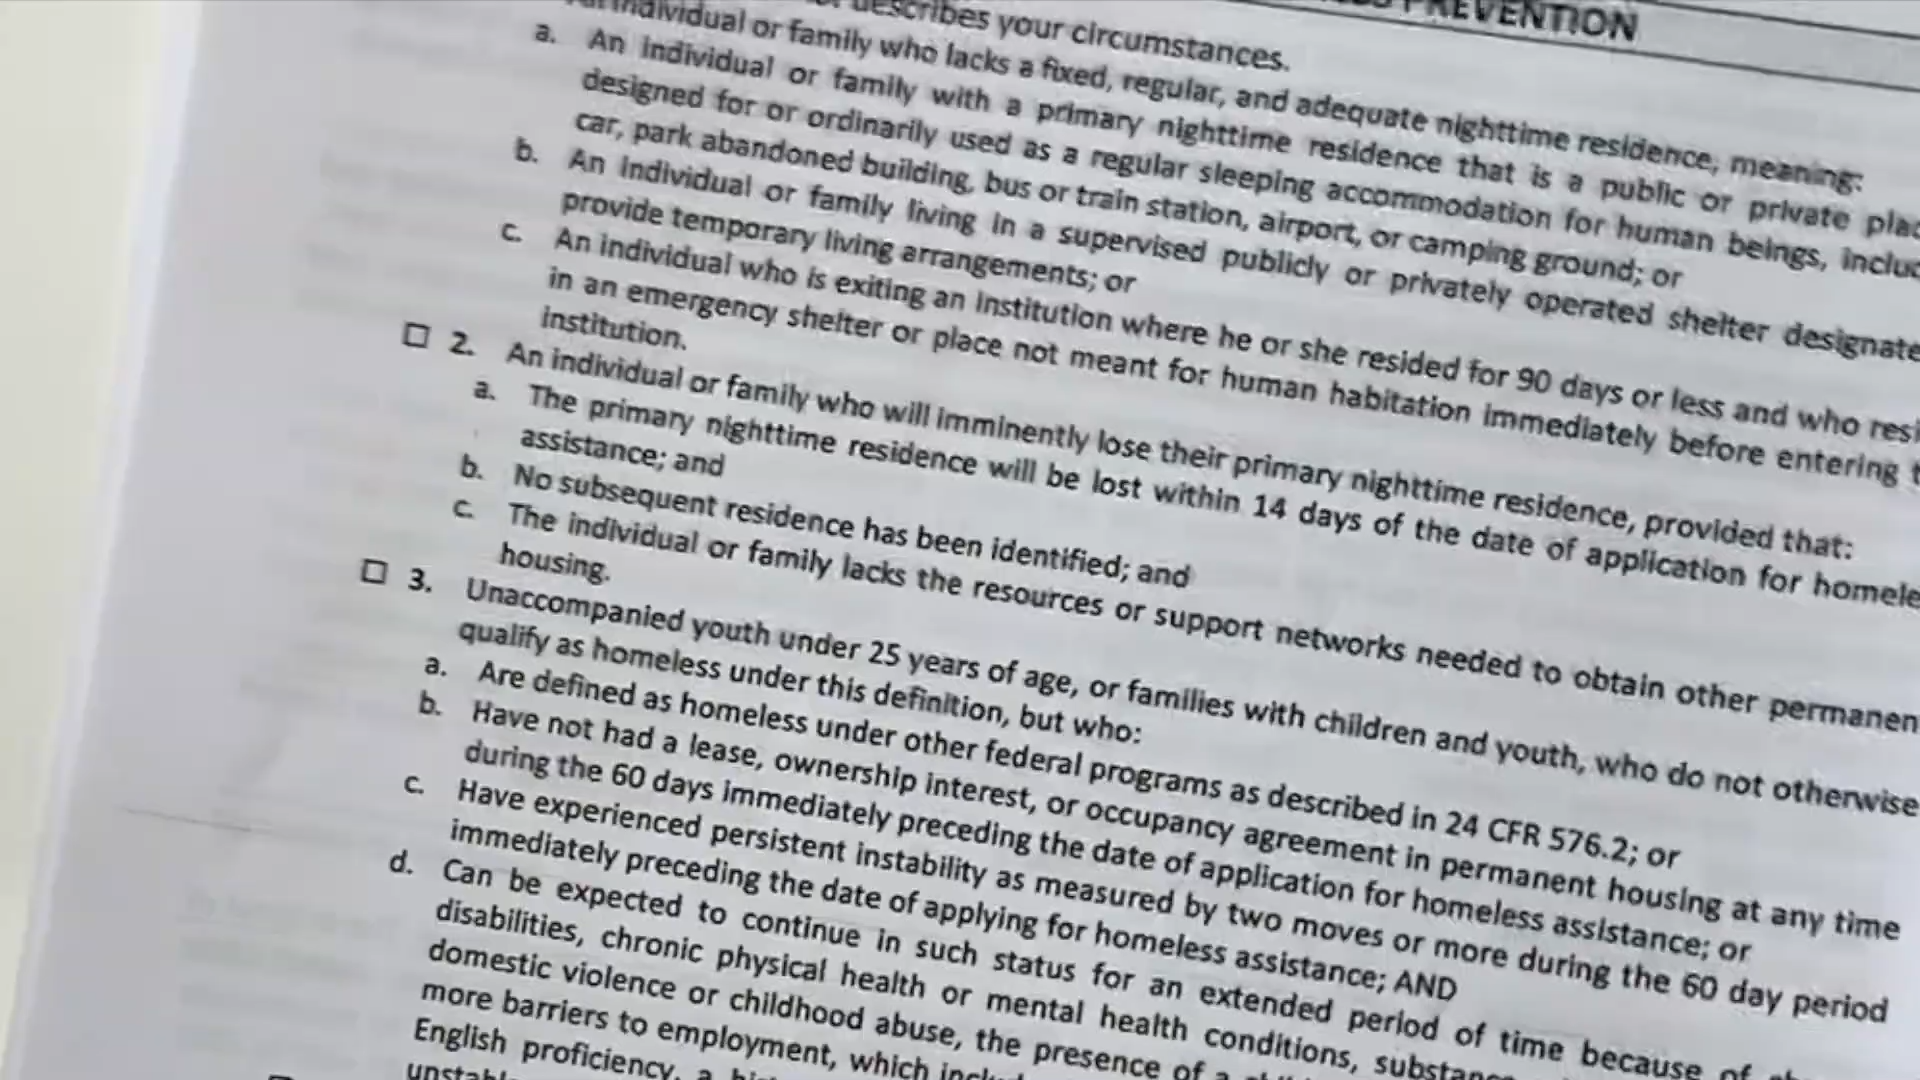 PREVENTION
describes your circumstances.
individual or family who lacks a fixed, regular, and adequate nighttime residence, meaning:
a. An individual or family with a primary nighttime residence that is a public or private
designed for or ordinarily used as a regular sleeping accommodation for human beings,
car, park abandoned building, bus or train station, airport, or camping ground; or
b. An individual or family living in a supervised publicly or privately operated shelter
provide temporary living arrangements; or
c. An individual who is exiting an institution where he or she resided for 90 days or less and who
in an emergency shelter or place not meant for human habitation immediately before entering
institution.
☐ 2. An individual or family who will imminently lose their primary nighttime residence, provided that:
a. The primary nighttime residence will be lost within 14 days of the date of application for
assistance; and
b. No subsequent residence has been identified; and
c. The individual or family lacks the resources or support networks needed to obtain other
housing.
☐ 3. Unaccompanied youth under 25 years of age, or families with children and youth, who do not otherwise
qualify as homeless under this definition, but who:
a. Are defined as homeless under other federal programs as described in 24 CFR 576.2; or
b. Have not had a lease, ownership interest, or occupancy agreement in permanent housing at any time
during the 60 days immediately preceding the date of application for homeless assistance; or
c. Have experienced persistent instability as measured by two moves or more during the 60 day period
immediately preceding the date of applying for homeless assistance; AND
d. Can be expected to continue in such status for an extended period of time because of
disabilities, chronic physical health or mental health conditions,
domestic violence or childhood abuse, the presence of a
more barriers to employment, which
English proficiency, a